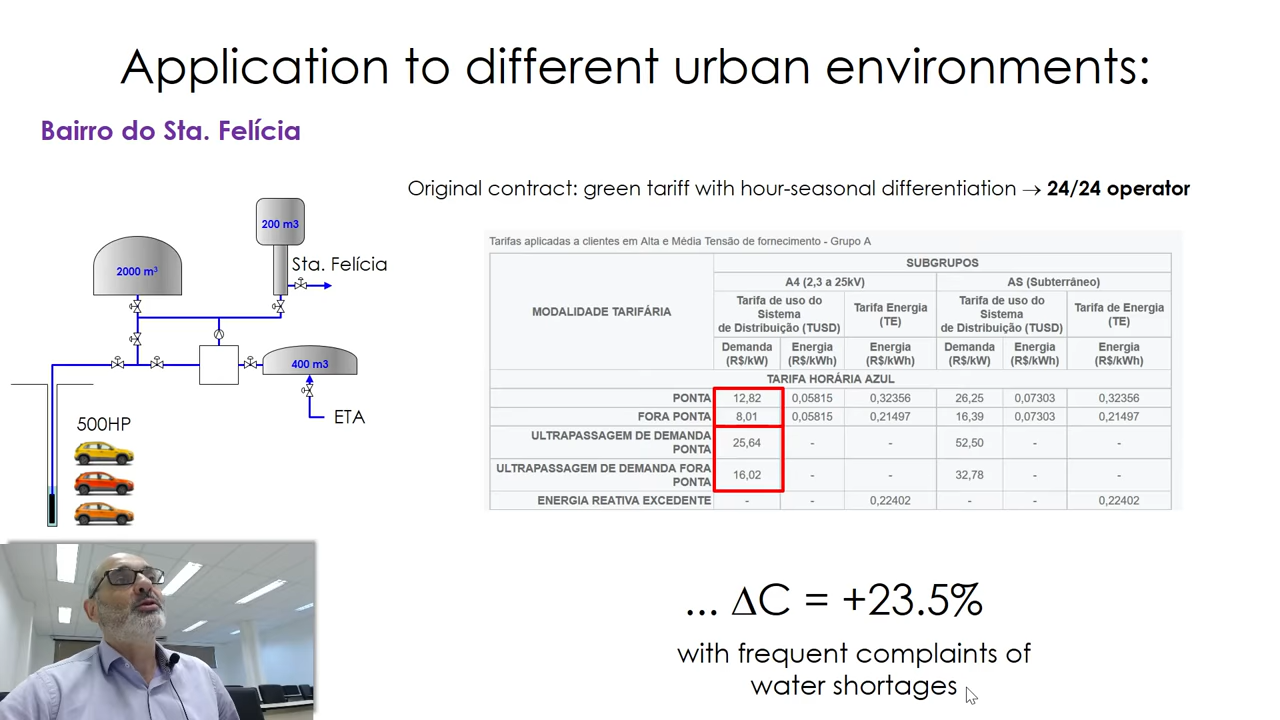 Application to different urban environments:
Bairro do Sta. Felícia
Original contract: green tariff with hour-seasonal differentiation → 24/24 operator
200 m3
2000 m³
Sta. Felícia
400 m3
ETA
500HP
Tarifas aplicadas a clientes em Alta e Média Tensão de fornecimento - Grupo A
MODALIDADE TARIFÁRIA
SUBGRUPOS
A4 (2,3 a 25kV) AS (Subterrâneo)
Tarifa de uso do
Sistema
de Distribuição (TUSD)
Tarifa Energia
(TE)
Tarifa de uso do
Sistema
de Distribuição (TUSD)
Tarifa de Energia
(TE)
Demanda
(R$/kW)
Energia
(R$/kWh)
Energia
(R$/kWh)
Demanda
(R$/kW)
Energia
(R$/kWh)
Energia
(R$/kWh)
TARIFA HORÁRIA AZUL
PONTA 12,82 0,05815 0,32356 26,25 0,07303 0,32356
FORA PONTA 8,01 0,05815 0,21497 16,39 0,07303 0,21497
ULTRAPASSAGEM DE DEMANDA
PONTA
25,64 - - 52,50 - -
ULTRAPASSAGEM DE DEMANDA FORA
PONTA
16,02 - - 32,78 - -
ENERGIA REATIVA EXCEDENTE - - 0,22402 - - 0,22402
... ΔC = +23.5%
with frequent complaints of
water shortages